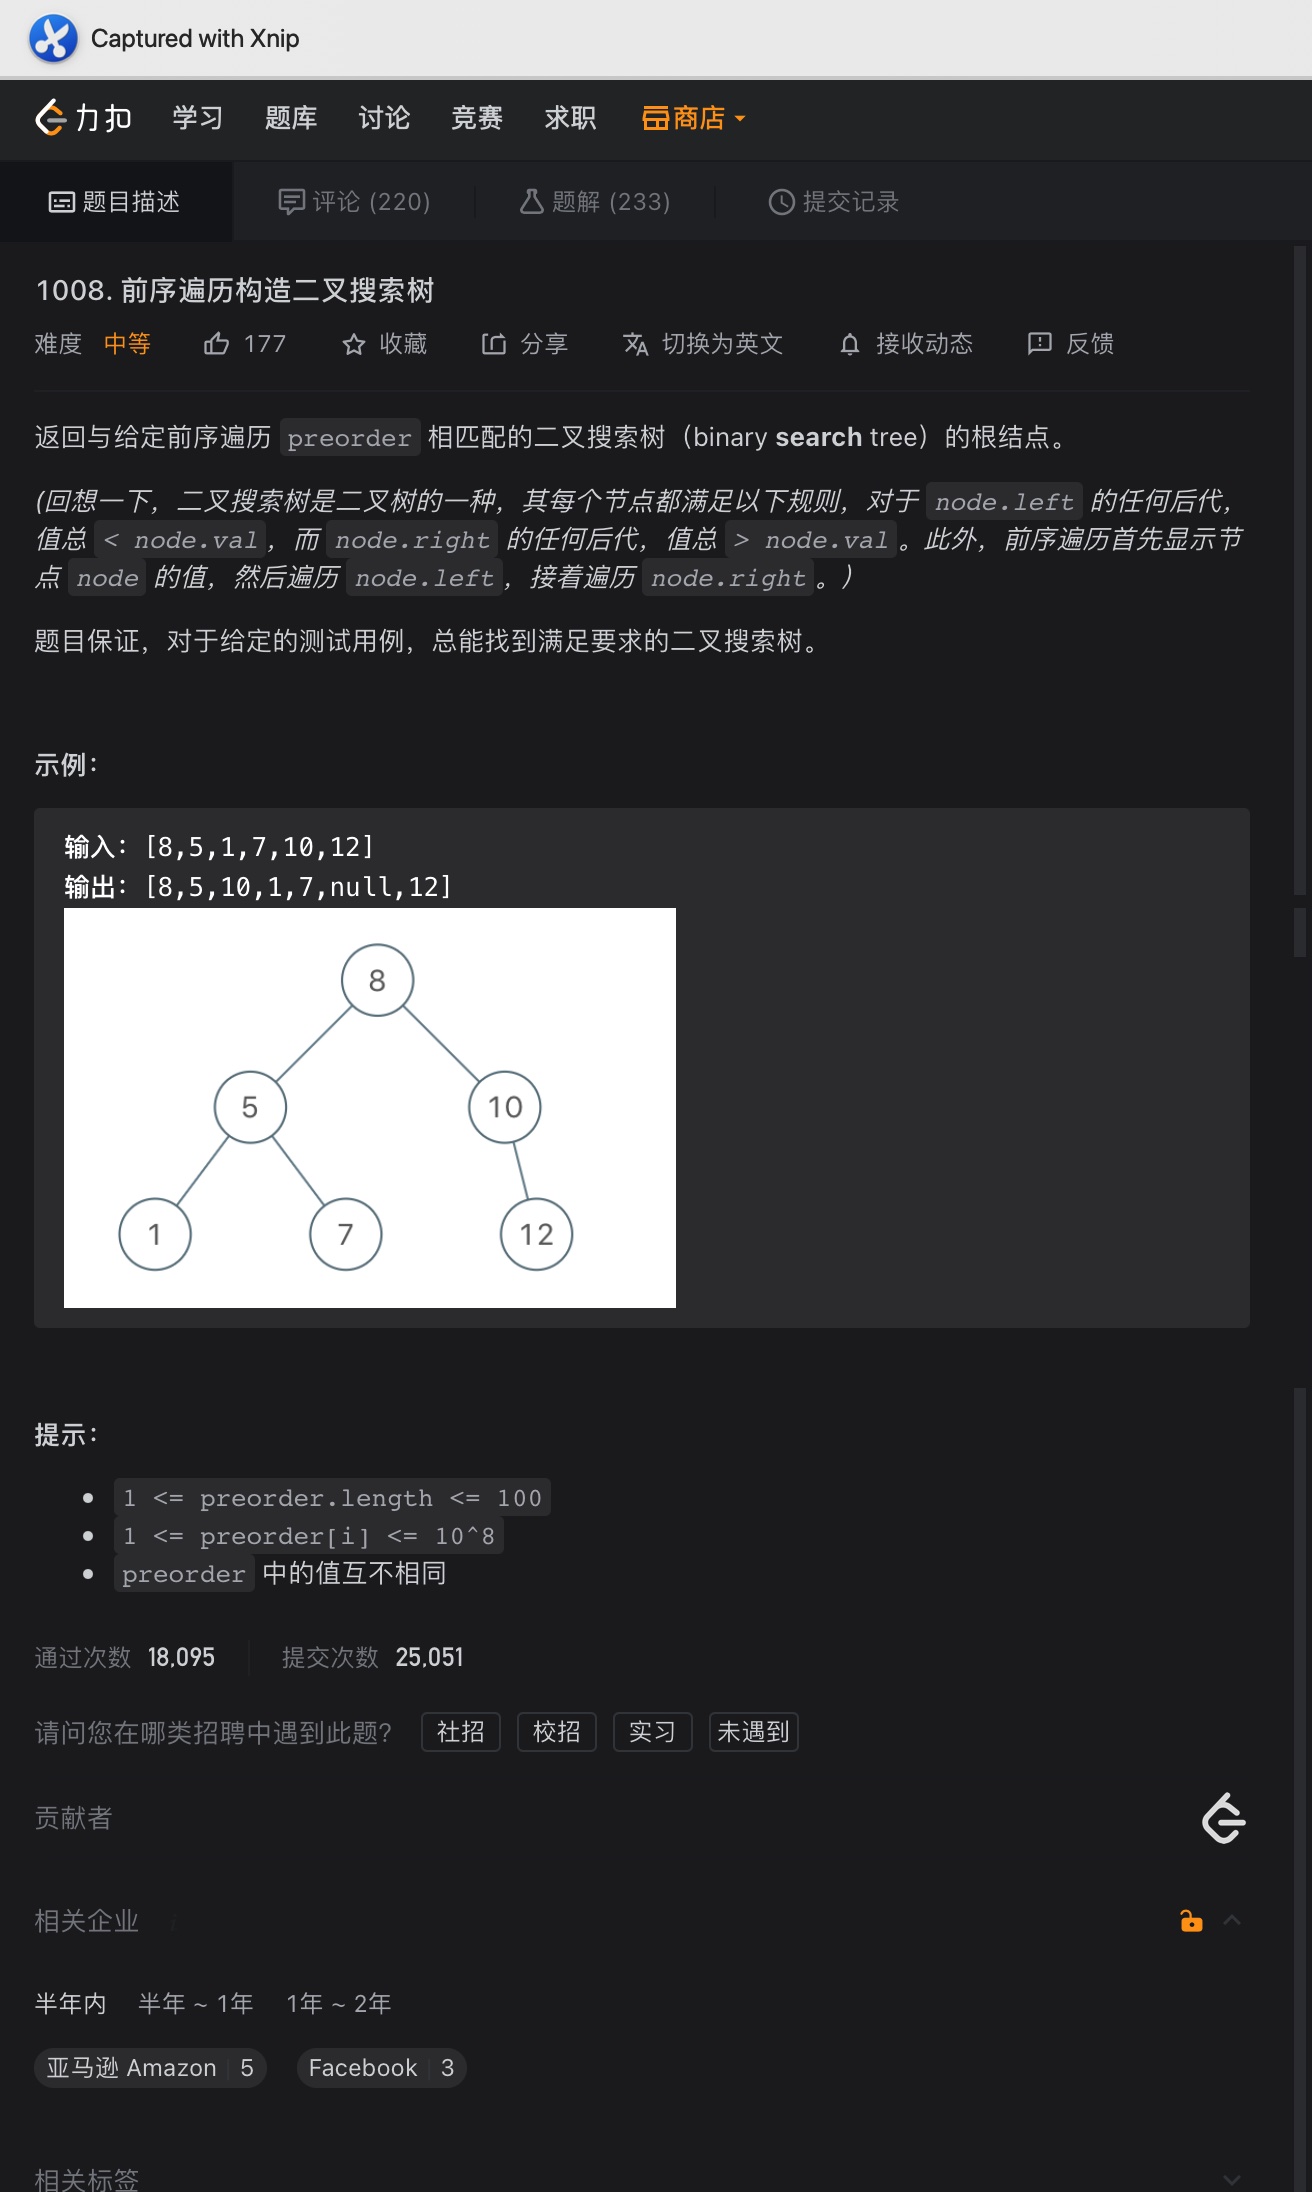 Captured with Xnip
力扣 学习 题库 讨论 竞赛 求职 商店
题目描述 评论 (220) 题解 (233) 提交记录
1008. 前序遍历构造二叉搜索树
难度 中等 177 收藏 分享 切换为英文 接收动态 反馈
返回与给定前序遍历 preorder 相匹配的二叉搜索树（binary search tree）的根结点。
(回想一下，二叉搜索树是二叉树的一种，其每个节点都满足以下规则，对于 node.left 的任何后代，
值总 < node.val，而 node.right 的任何后代，值总 > node.val。此外，前序遍历首先显示节
点 node 的值，然后遍历 node.left，接着遍历 node.right。）
题目保证，对于给定的测试用例，总能找到满足要求的二叉搜索树。
示例：
输入：[8,5,1,7,10,12]
输出：[8,5,10,1,7,null,12]
8
5 10
1 7 12
提示：
1 <= preorder.length <= 100
1 <= preorder[i] <= 10^8
preorder 中的值互不相同
通过次数 18,095 提交次数 25,051
请问您在哪类招聘中遇到此题? 社招 校招 实习 未遇到
贡献者
相关企业
半年内 半年 ~ 1年 1年 ~ 2年
亚马逊 Amazon 5 Facebook 3
相关标签